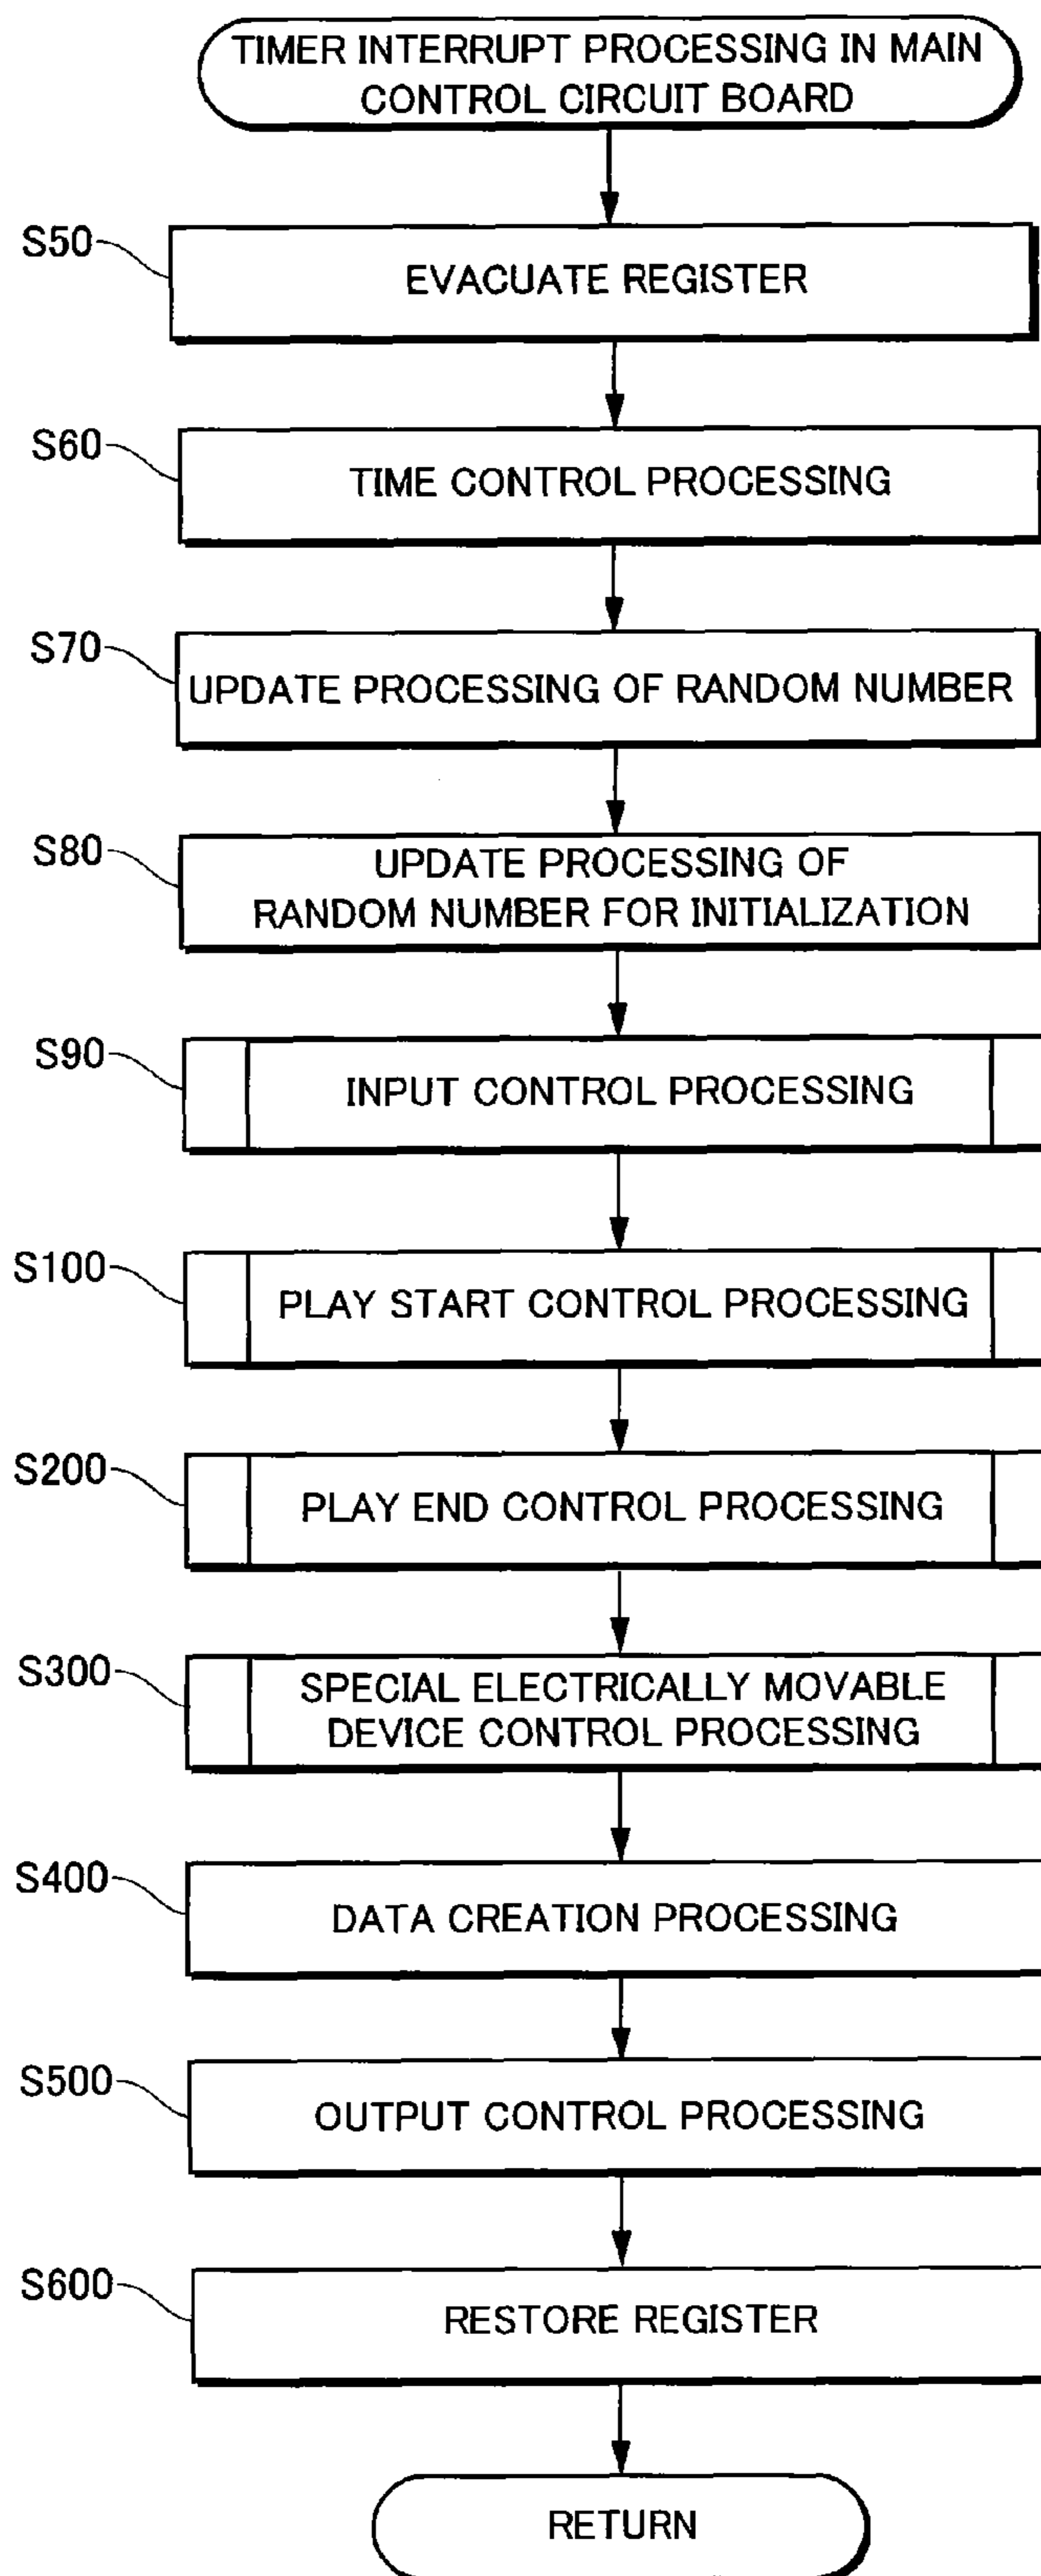 TIMER INTERRUPT PROCESSING IN MAIN
CONTROL CIRCUIT BOARD
S50
EVACUATE REGISTER
S60
TIME CONTROL PROCESSING
S70
UPDATE PROCESSING OF RANDOM NUMBER
S80
UPDATE PROCESSING OF
RANDOM NUMBER FOR INITIALIZATION
S90
INPUT CONTROL PROCESSING
S100
PLAY START CONTROL PROCESSING
S200
PLAY END CONTROL PROCESSING
S300
SPECIAL ELECTRICALLY MOVABLE
DEVICE CONTROL PROCESSING
S400
DATA CREATION PROCESSING
S500
OUTPUT CONTROL PROCESSING
S600
RESTORE REGISTER
RETURN